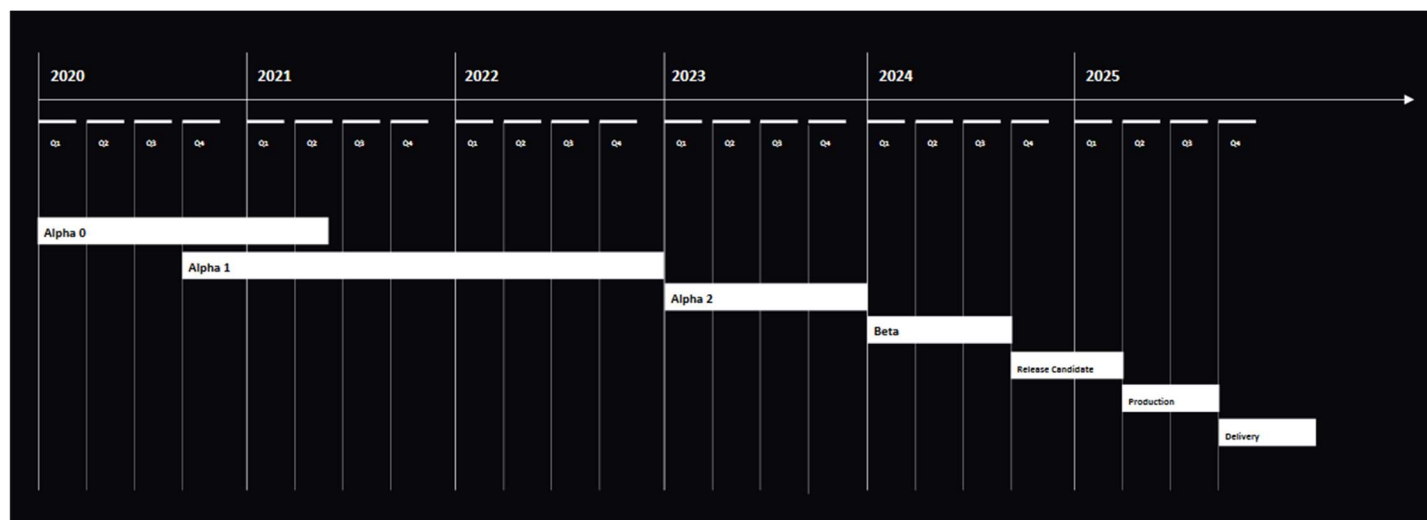 2020 2021 2022 2023 2024 2025
Q1 Q2 Q3 Q4 Q1 Q2 Q3 Q4 Q1 Q2 Q3 Q4 Q1 Q2 Q3 Q4 Q1 Q2 Q3 Q4 Q1 Q2 Q3 Q4
Alpha 0
Alpha 1
Alpha 2
Beta
Release Candidate
Production
Delivery